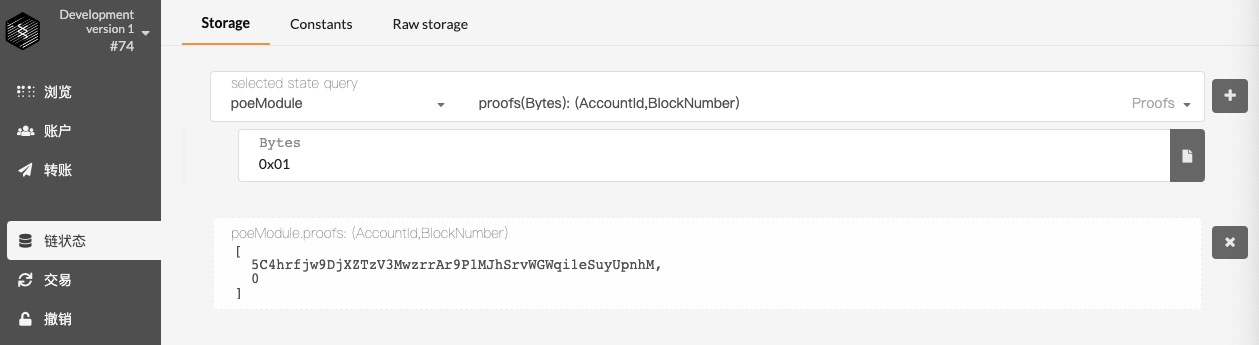 Development
version 1
#74
浏览
账户
转账
链状态
交易
撤销
Storage
Constants
Raw storage
selected state query
poeModule
proofs(Bytes): (AccountId,BlockNumber)
Proofs
Bytes
0x01
poeModule.proofs: (AccountId,BlockNumber)
[
5C4hrfjw9DjXZTzV3MwzrrAr9P1MJhSrvWGWqi1eSuyUpnhM,
0
]